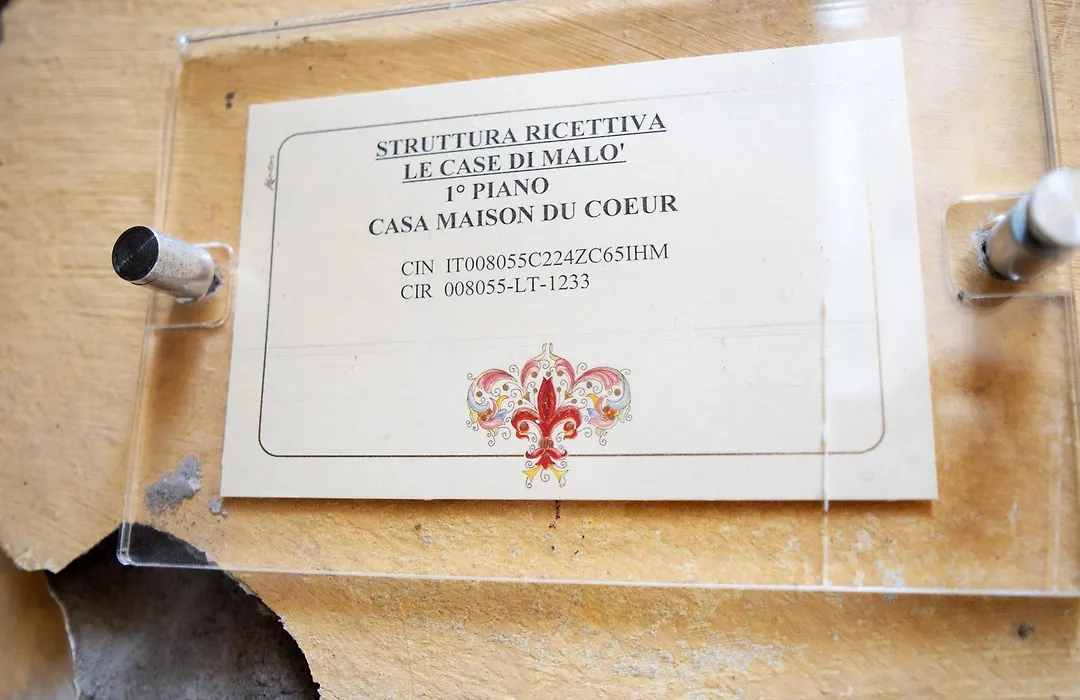 STRUTTURA RICETTIVA
LE CASE DI MALO'
1° PIANO
CASA MAISON DU COEUR
CIN IT008055C224ZC65IHM
CIR 008055-LT-1233